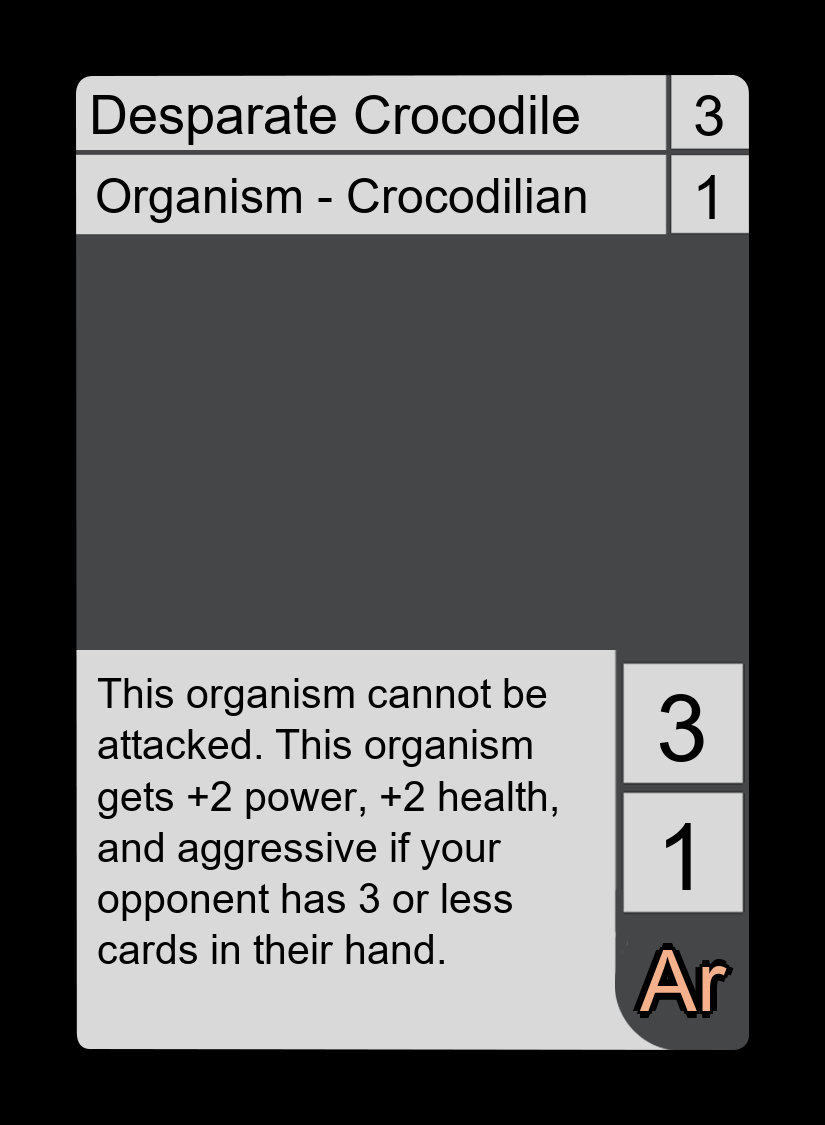 Desparate Crocodile 3
Organism - Crocodilian 1
This organism cannot be
attacked. This organism
gets +2 power, +2 health,
and aggressive if your
opponent has 3 or less
cards in their hand.
3
1
Ar